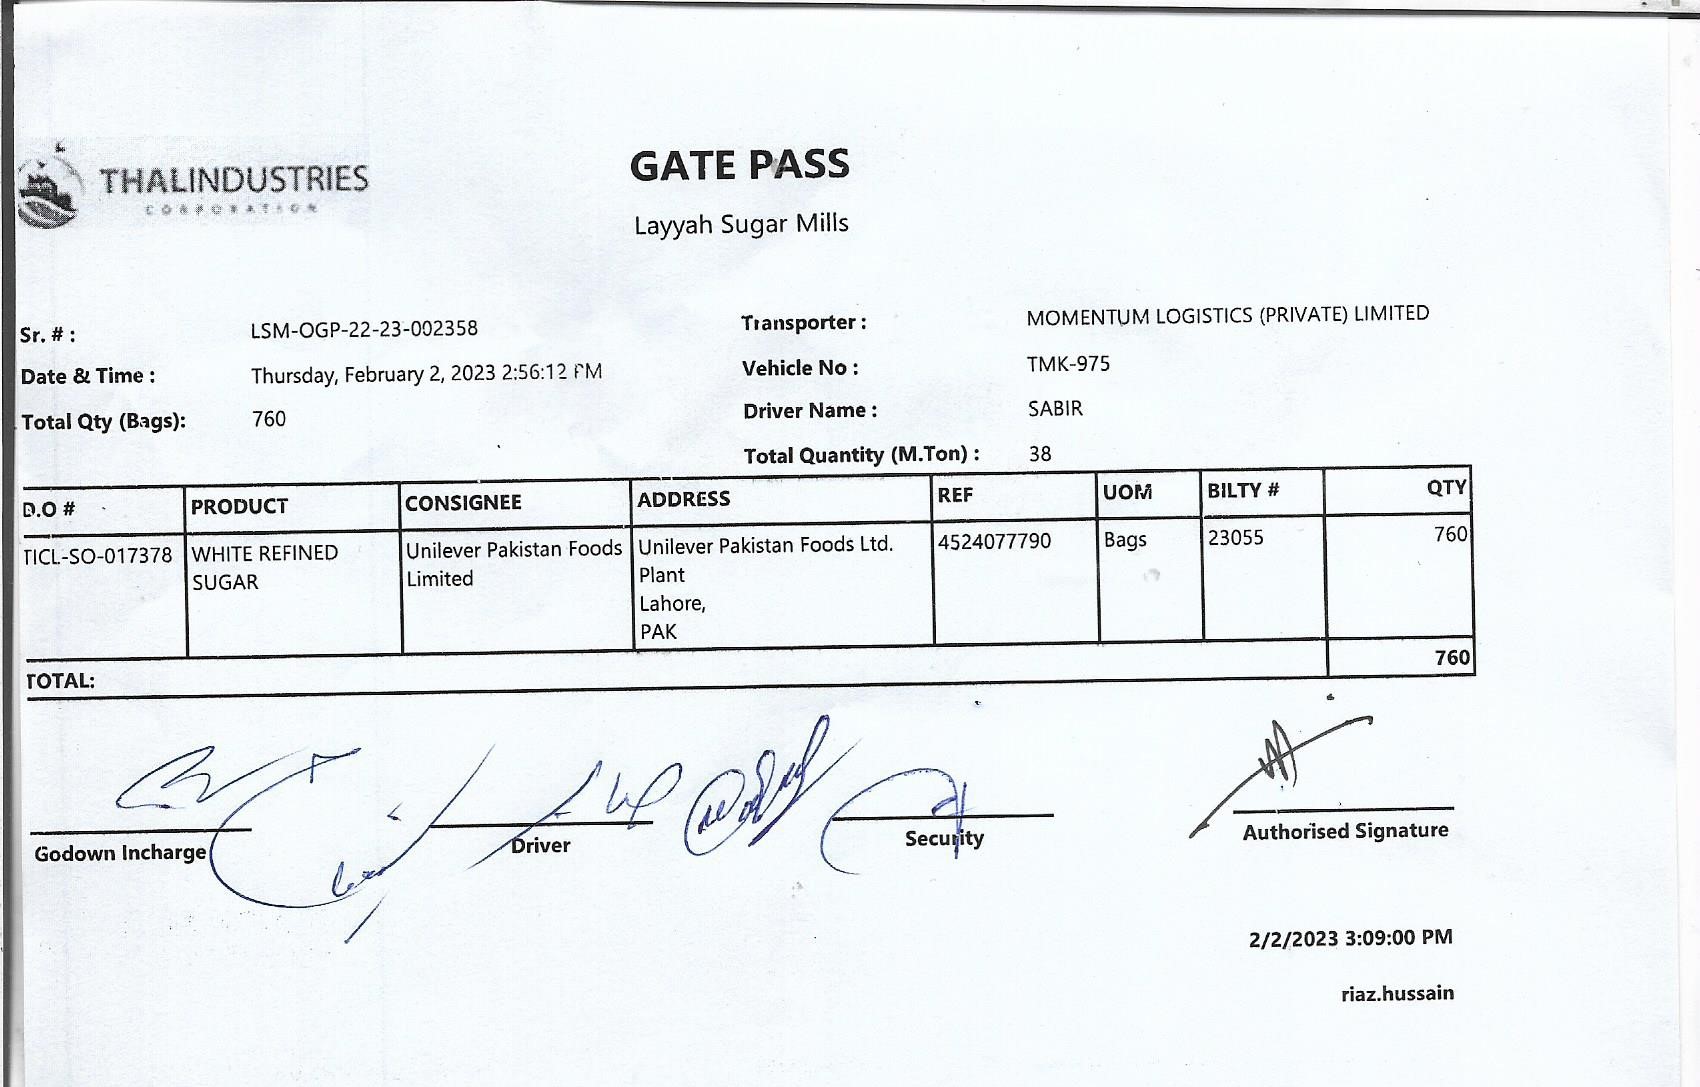 THALINDUSTRIES
CORPORATION
GATE PASS
Layyah Sugar Mills
Sr. # : LSM-OGP-22-23-002358
Date & Time : Thursday, February 2, 2023 2:56:12 PM
Total Qty (Bags): 760
Transporter : MOMENTUM LOGISTICS (PRIVATE) LIMITED
Vehicle No : TMK-975
Driver Name : SABIR
Total Quantity (M.Ton) : 38
D.O # PRODUCT CONSIGNEE ADDRESS REF UOM BILTY # QTY
TICL-SO-017378 WHITE REFINED Unilever Pakistan Foods Unilever Pakistan Foods Ltd. 4524077790 Bags 23055 760
SUGAR Limited Plant
Lahore,
PAK
TOTAL: 760
Godown Incharge Driver Security Authorised Signature
2/2/2023 3:09:00 PM
riaz.hussain